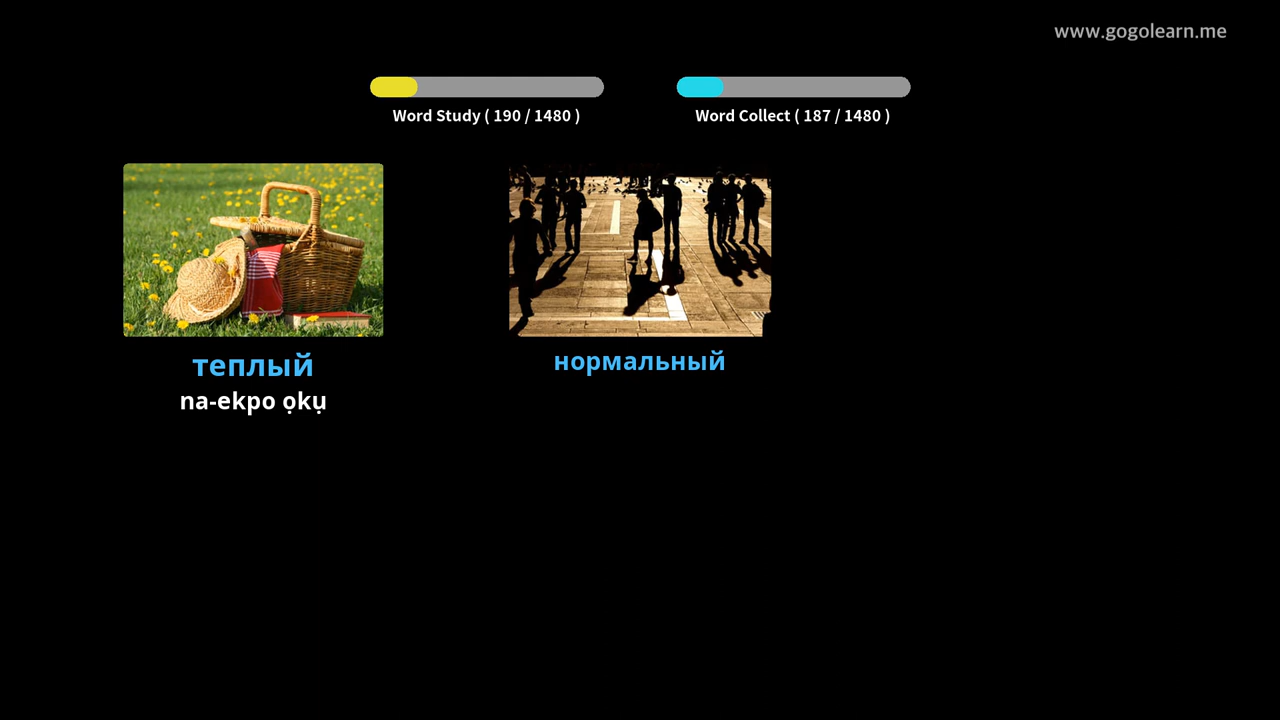 www.gogolearn.me
Word Study ( 190 / 1480 )
Word Collect ( 187 / 1480 )
теплый
na-ekpo ọkụ
нормальный